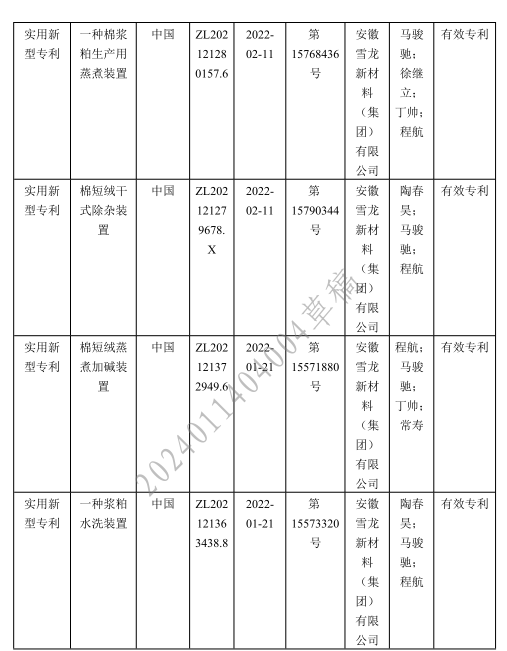 实用新型专利 一种棉浆粕生产用蒸煮装置 中国 ZL202121280157.6 2022-02-11 第15768436号 安徽雪龙新材料（集团）有限公司 马骏驰；徐继立；丁帅；程航 有效专利
实用新型专利 棉短绒干式除杂装置 中国 ZL202121279678.X 2022-02-11 第15790344号 安徽雪龙新材料（集团）有限公司 陶春昊；马骏驰；程航 有效专利
实用新型专利 棉短绒蒸煮加碱装置 中国 ZL202121372949.6 2022-01-21 第15571880号 安徽雪龙新材料（集团）有限公司 程航；马骏驰；丁帅；常寿 有效专利
实用新型专利 一种浆粕水洗装置 中国 ZL202121363438.8 2022-01-21 第15573320号 安徽雪龙新材料（集团）有限公司 陶春昊；马骏驰；程航 有效专利
2024011404004草稿